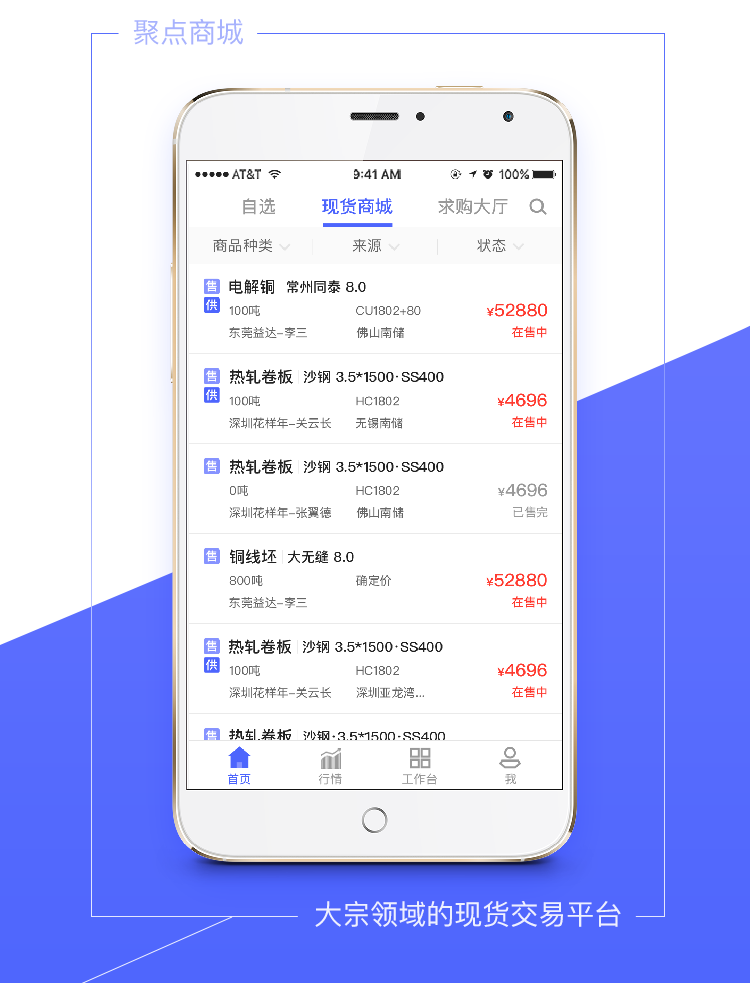 聚点商城
AT&T 9:41 AM 100%
自选 现货商城 求购大厅
商品种类 来源 状态
售 电解铜 常州同泰 8.0
供 100吨 CU1802+80 ¥52880
东莞益达-李三 佛山南储 在售中
售 热轧卷板 沙钢 3.5*1500·SS400
供 100吨 HC1802 ¥4696
深圳花样年-关云长 无锡南储 在售中
售 热轧卷板 沙钢 3.5*1500·SS400
0吨 HC1802 ¥4696
深圳花样年-张翼德 佛山南储 已售完
售 铜线坯 大无缝 8.0
800吨 确定价 ¥52880
东莞益达-李三 在售中
售 热轧卷板 沙钢 3.5*1500·SS400
供 100吨 HC1802 ¥4696
深圳花样年-关云长 深圳亚龙湾... 在售中
售 热轧卷板 沙钢·3.5*1500·SS400
首页 行情 工作台 我
大宗领域的现货交易平台